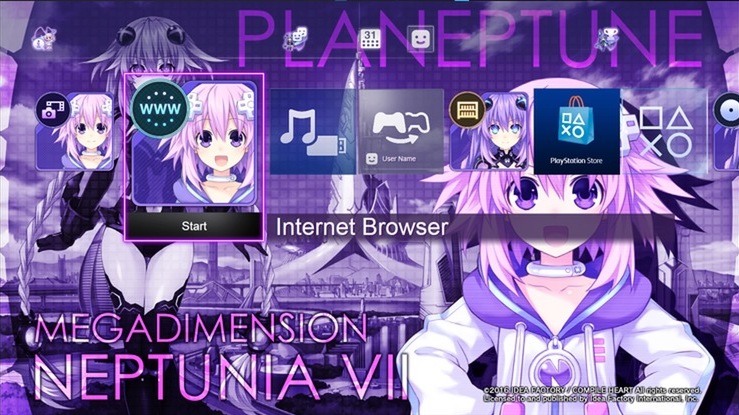 PLANEPTUNE
31
WWW
User Name
PlayStation Store
Start
Internet Browser
MEGADIMENSION
NEPTUNIA VII
©2016 IDEA FACTORY / COMPILE HEART All rights reserved.
Licensed to and published by Idea Factory International, Inc.